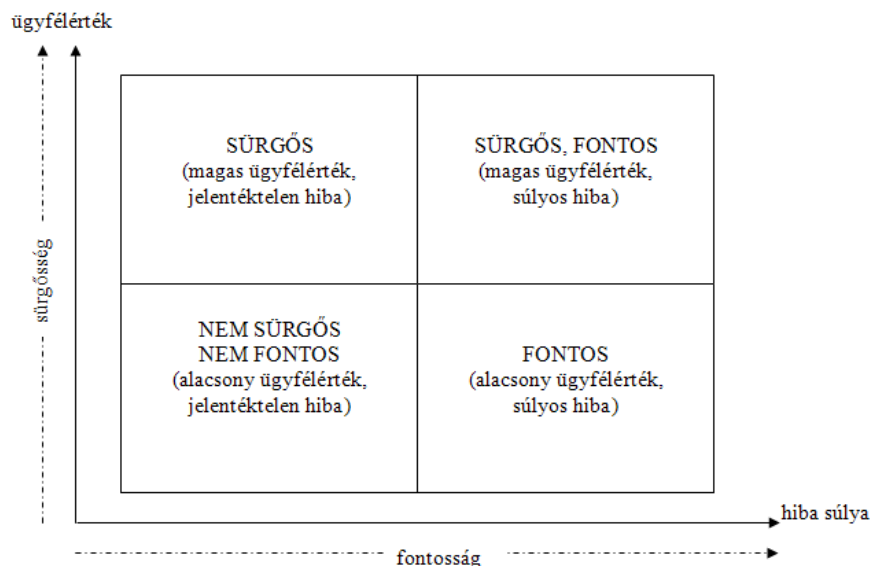 ügyfélérték
SÜRGŐS
(magas ügyfélérték,
jelentéktelen hiba)
SÜRGŐS, FONTOS
(magas ügyfélérték,
súlyos hiba)
sürgősség
NEM SÜRGŐS
NEM FONTOS
(alacsony ügyfélérték,
jelentéktelen hiba)
FONTOS
(alacsony ügyfélérték,
súlyos hiba)
hiba súlya
fontosság